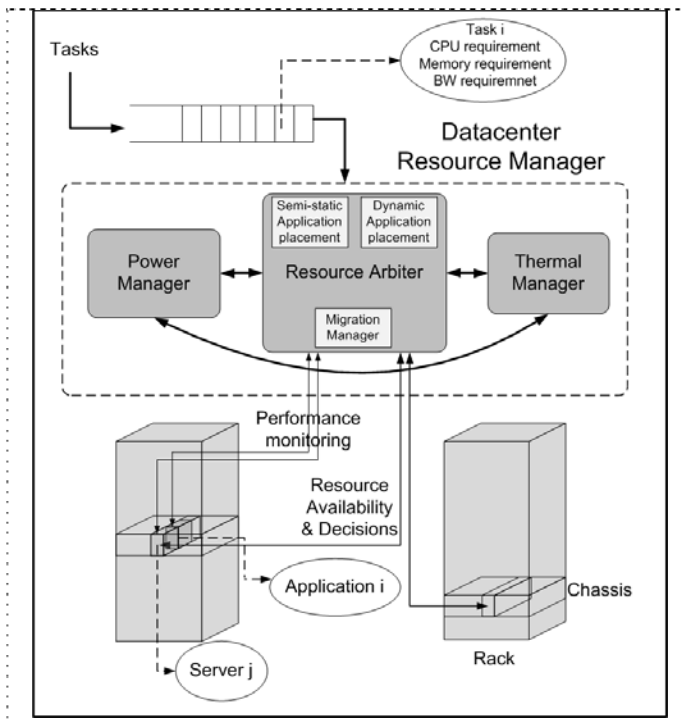 Tasks
Task i
CPU requirement
Memory requirement
BW requiremnet
Datacenter
Resource Manager
Semi-static
Application
placement
Dynamic
Application
placement
Power
Manager
Resource Arbiter
Thermal
Manager
Migration
Manager
Performance
monitoring
Resource
Availability
& Decisions
Application i
Chassis
Server j
Rack